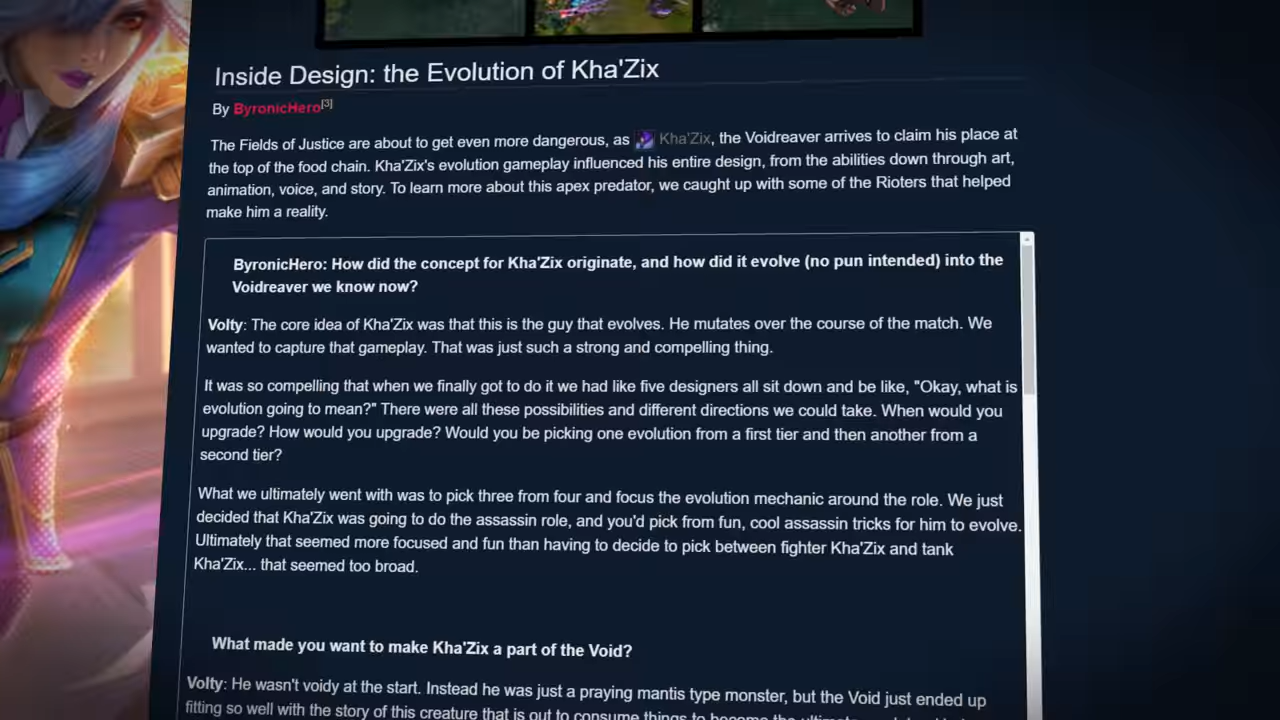 Inside Design: the Evolution of Kha'Zix
By ByronicHero[3]
The Fields of Justice are about to get even more dangerous, as Kha'Zix, the Voidreaver arrives to claim his place at
the top of the food chain. Kha'Zix's evolution gameplay influenced his entire design, from the abilities down through art,
animation, voice, and story. To learn more about this apex predator, we caught up with some of the Rioters that helped
make him a reality.
ByronicHero: How did the concept for Kha'Zix originate, and how did it evolve (no pun intended) into the
Voidreaver we know now?
Volty: The core idea of Kha'Zix was that this is the guy that evolves. He mutates over the course of the match. We
wanted to capture that gameplay. That was just such a strong and compelling thing.
It was so compelling that when we finally got to do it we had like five designers all sit down and be like, "Okay, what is
evolution going to mean?" There were all these possibilities and different directions we could take. When would you
upgrade? How would you upgrade? Would you be picking one evolution from a first tier and then another from a
second tier?
What we ultimately went with was to pick three from four and focus the evolution mechanic around the role. We just
decided that Kha'Zix was going to do the assassin role, and you'd pick from fun, cool assassin tricks for him to evolve.
Ultimately that seemed more focused and fun than having to decide to pick between fighter Kha'Zix and tank
Kha'Zix... that seemed too broad.
What made you want to make Kha'Zix a part of the Void?
Volty: He wasn't voidy at the start. Instead he was just a praying mantis type monster, but the Void just ended up
fitting so well with the story of this creature that is out to consume things to become the